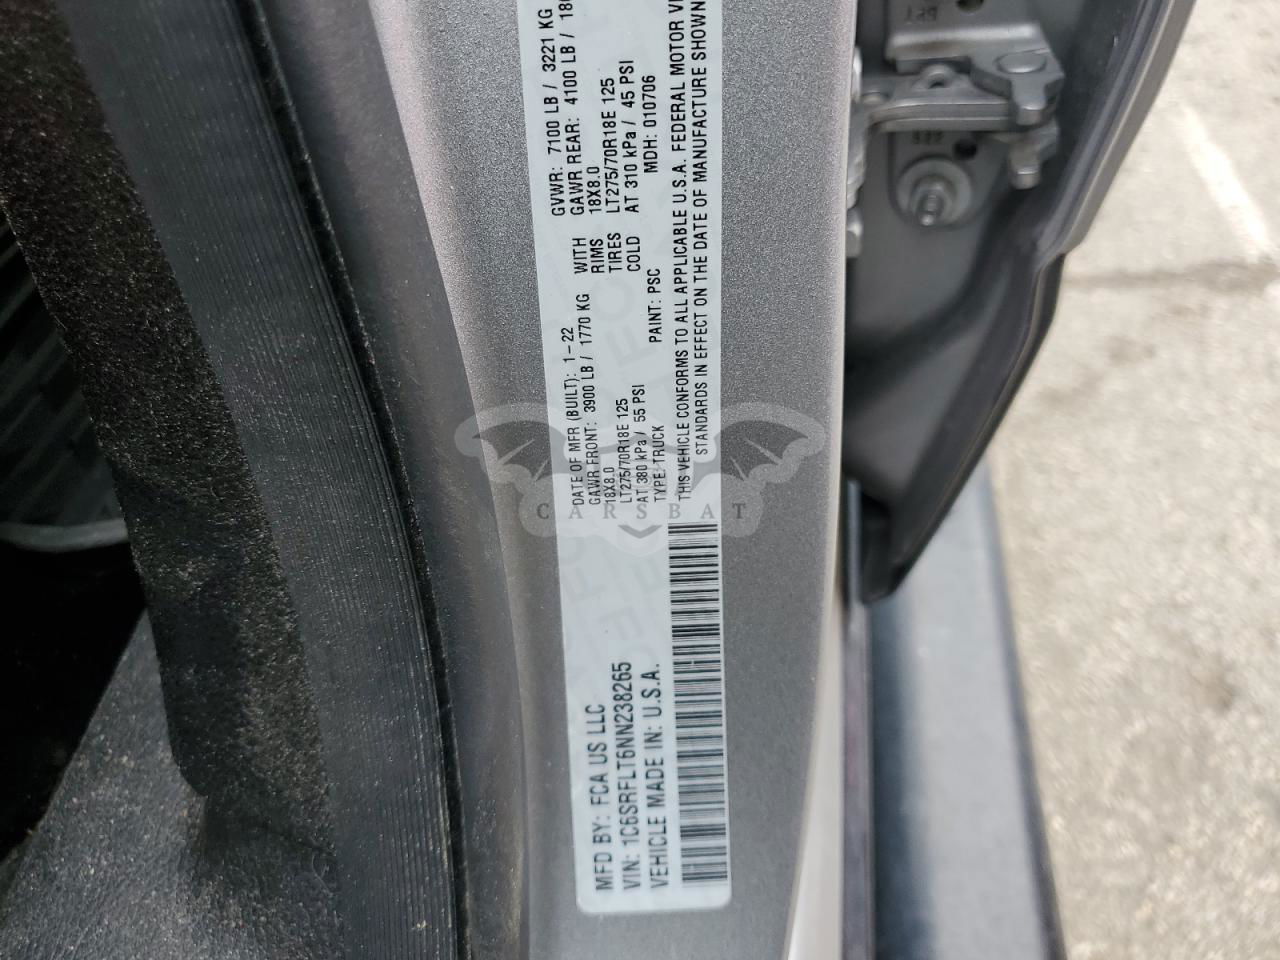 MFD BY: FCA US LLC
DATE OF MFR (BUILT): 1-22
GVWR: 7100 LB / 3221 KG
GAWR FRONT: 3900 LB / 1770 KG
WITH
GAWR REAR: 4100 LB /
18X8.0
RIMS
18X8.0
LT275/70R18E 125
TIRES
LT275/70R18E 125
AT 380 kPa / 55 PSI
COLD
AT 310 kPa / 45 PSI
VIN: 1C6SRFLT6NN238265
TYPE: TRUCK
PAINT: PSC
MDH: 010706
VEHICLE MADE IN: U.S.A.
THIS VEHICLE CONFORMS TO ALL APPLICABLE U.S.A. FEDERAL MOTOR
STANDARDS IN EFFECT ON THE DATE OF MANUFACTURE SHOWN
CARSBAT